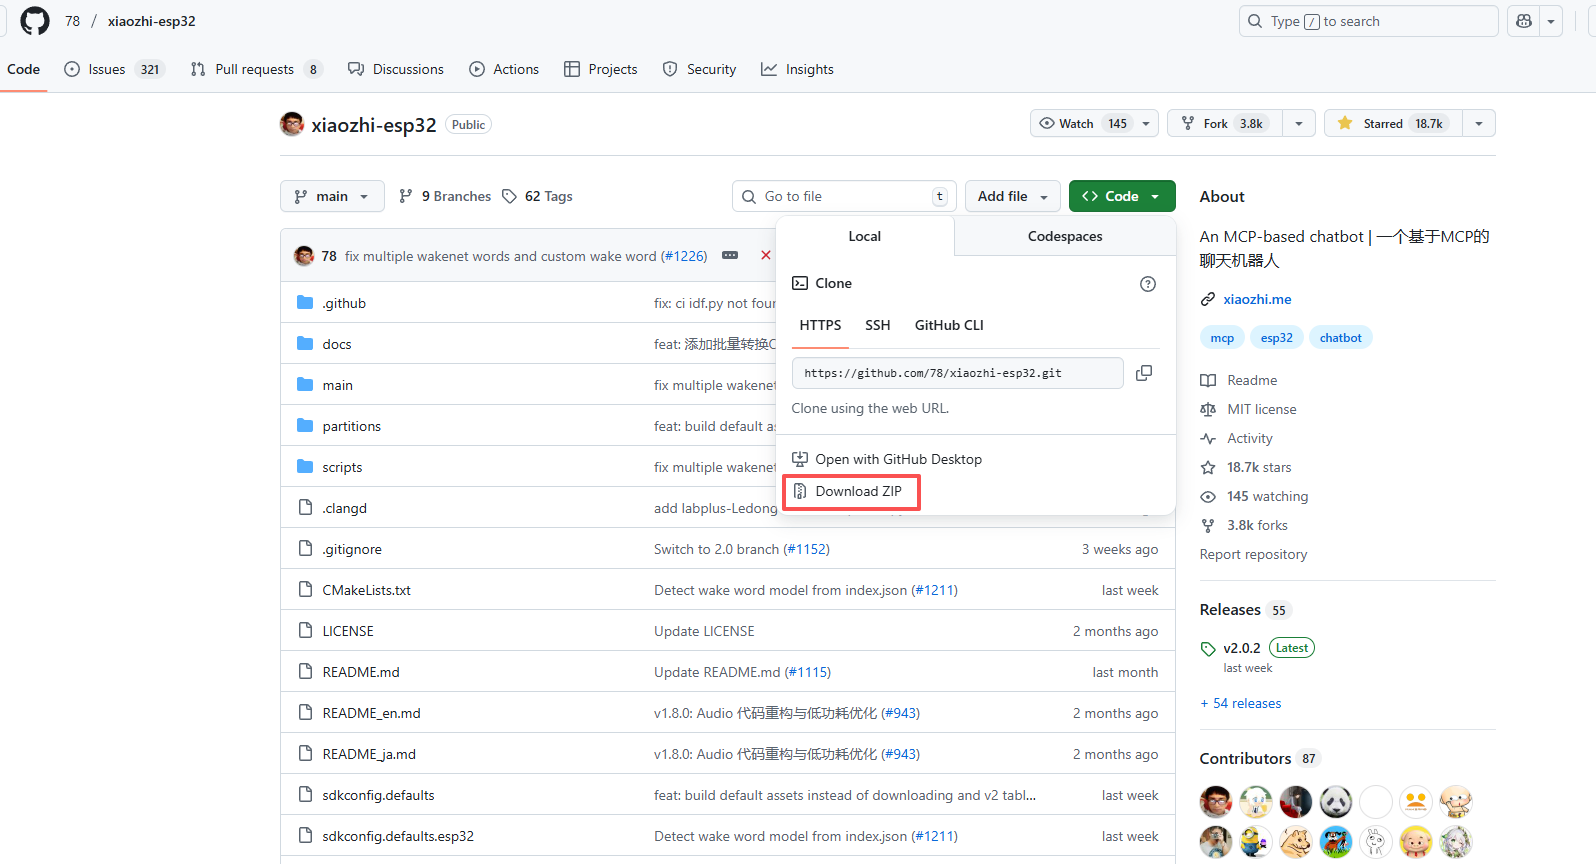 78 / xiaozhi-esp32
Type / to search
Code
Issues 321
Pull requests 8
Discussions
Actions
Projects
Security
Insights
xiaozhi-esp32 Public
Watch 145
Fork 3.8k
Starred 18.7k
main
9 Branches
62 Tags
Go to file t
Add file
<> Code
Local
Codespaces
Clone
HTTPS
SSH
GitHub CLI
https://github.com/78/xiaozhi-esp32.git
Clone using the web URL.
Open with GitHub Desktop
Download ZIP
78 fix multiple wakenet words and custom wake word (#1226)
.github fix: ci idf.py not four
docs feat: 添加批量转换
main fix multiple wakenet
partitions feat: build default
scripts fix multiple wakenet
.clangd add labplus-Ledong
.gitignore Switch to 2.0 branch (#1152) 3 weeks ago
CMakeLists.txt Detect wake word model from index.json (#1211) last week
LICENSE Update LICENSE 2 months ago
README.md Update README.md (#1115) last month
README_en.md v1.8.0: Audio 代码重构与低功耗优化 (#943) 2 months ago
README_ja.md v1.8.0: Audio 代码重构与低功耗优化 (#943) 2 months ago
sdkconfig.defaults feat: build default assets instead of downloading and v2 tabl... last week
sdkconfig.defaults.esp32 Detect wake word model from index.json (#1211) last week
About
An MCP-based chatbot | 一个基于MCP的
聊天机器人
xiaozhi.me
mcp esp32 chatbot
Readme
MIT license
Activity
18.7k stars
145 watching
3.8k forks
Report repository
Releases 55
v2.0.2 Latest
last week
+ 54 releases
Contributors 87